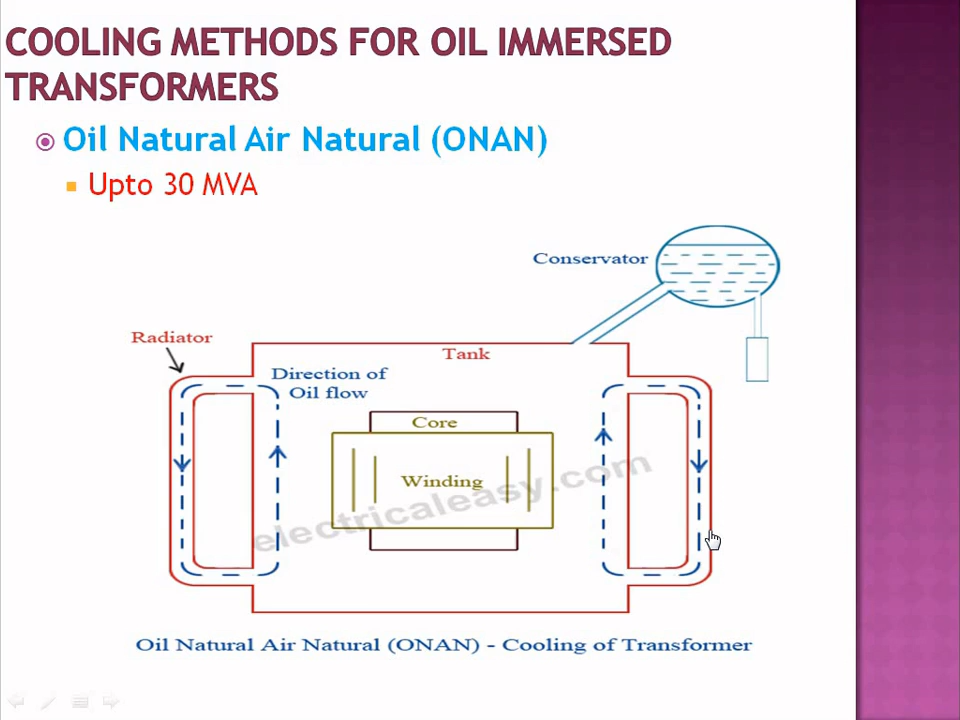 COOLING METHODS FOR OIL IMMERSED
TRANSFORMERS
Oil Natural Air Natural (ONAN)
Upto 30 MVA
Conservator
Radiator
Tank
Direction of
Oil flow
Core
Winding
electricaleasy.com
Oil Natural Air Natural (ONAN) - Cooling of Transformer